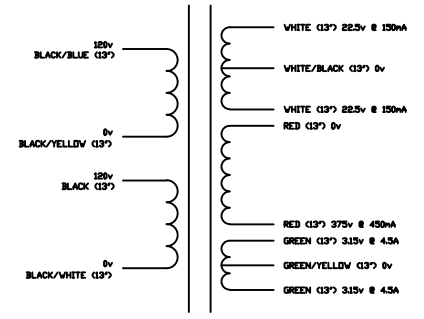 120v
BLACK/BLUE (13")
0v
BLACK/YELLOW (13")
120v
BLACK (13")
0v
BLACK/WHITE (13")
WHITE (13") 22.5v @ 150mA
WHITE/BLACK (13") 0v
WHITE (13") 22.5v @ 150mA
RED (13") 0v
RED (13") 375v @ 450mA
GREEN (13") 3.15v @ 4.5A
GREEN/YELLOW (13") 0v
GREEN (13") 3.15v @ 4.5A